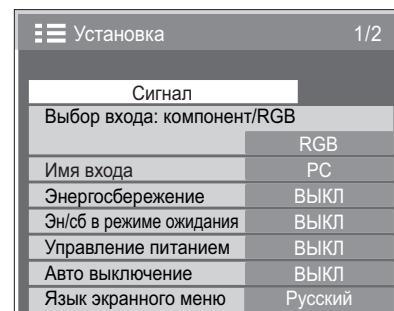 Установка 1/2
Сигнал
Выбор входа: компонент/RGB
RGB
Имя входа PC
Энергосбережение ВЫКЛ
Эн/сб в режиме ожидания ВЫКЛ
Управление питанием ВЫКЛ
Авто выключение ВЫКЛ
Язык экранного меню Русский